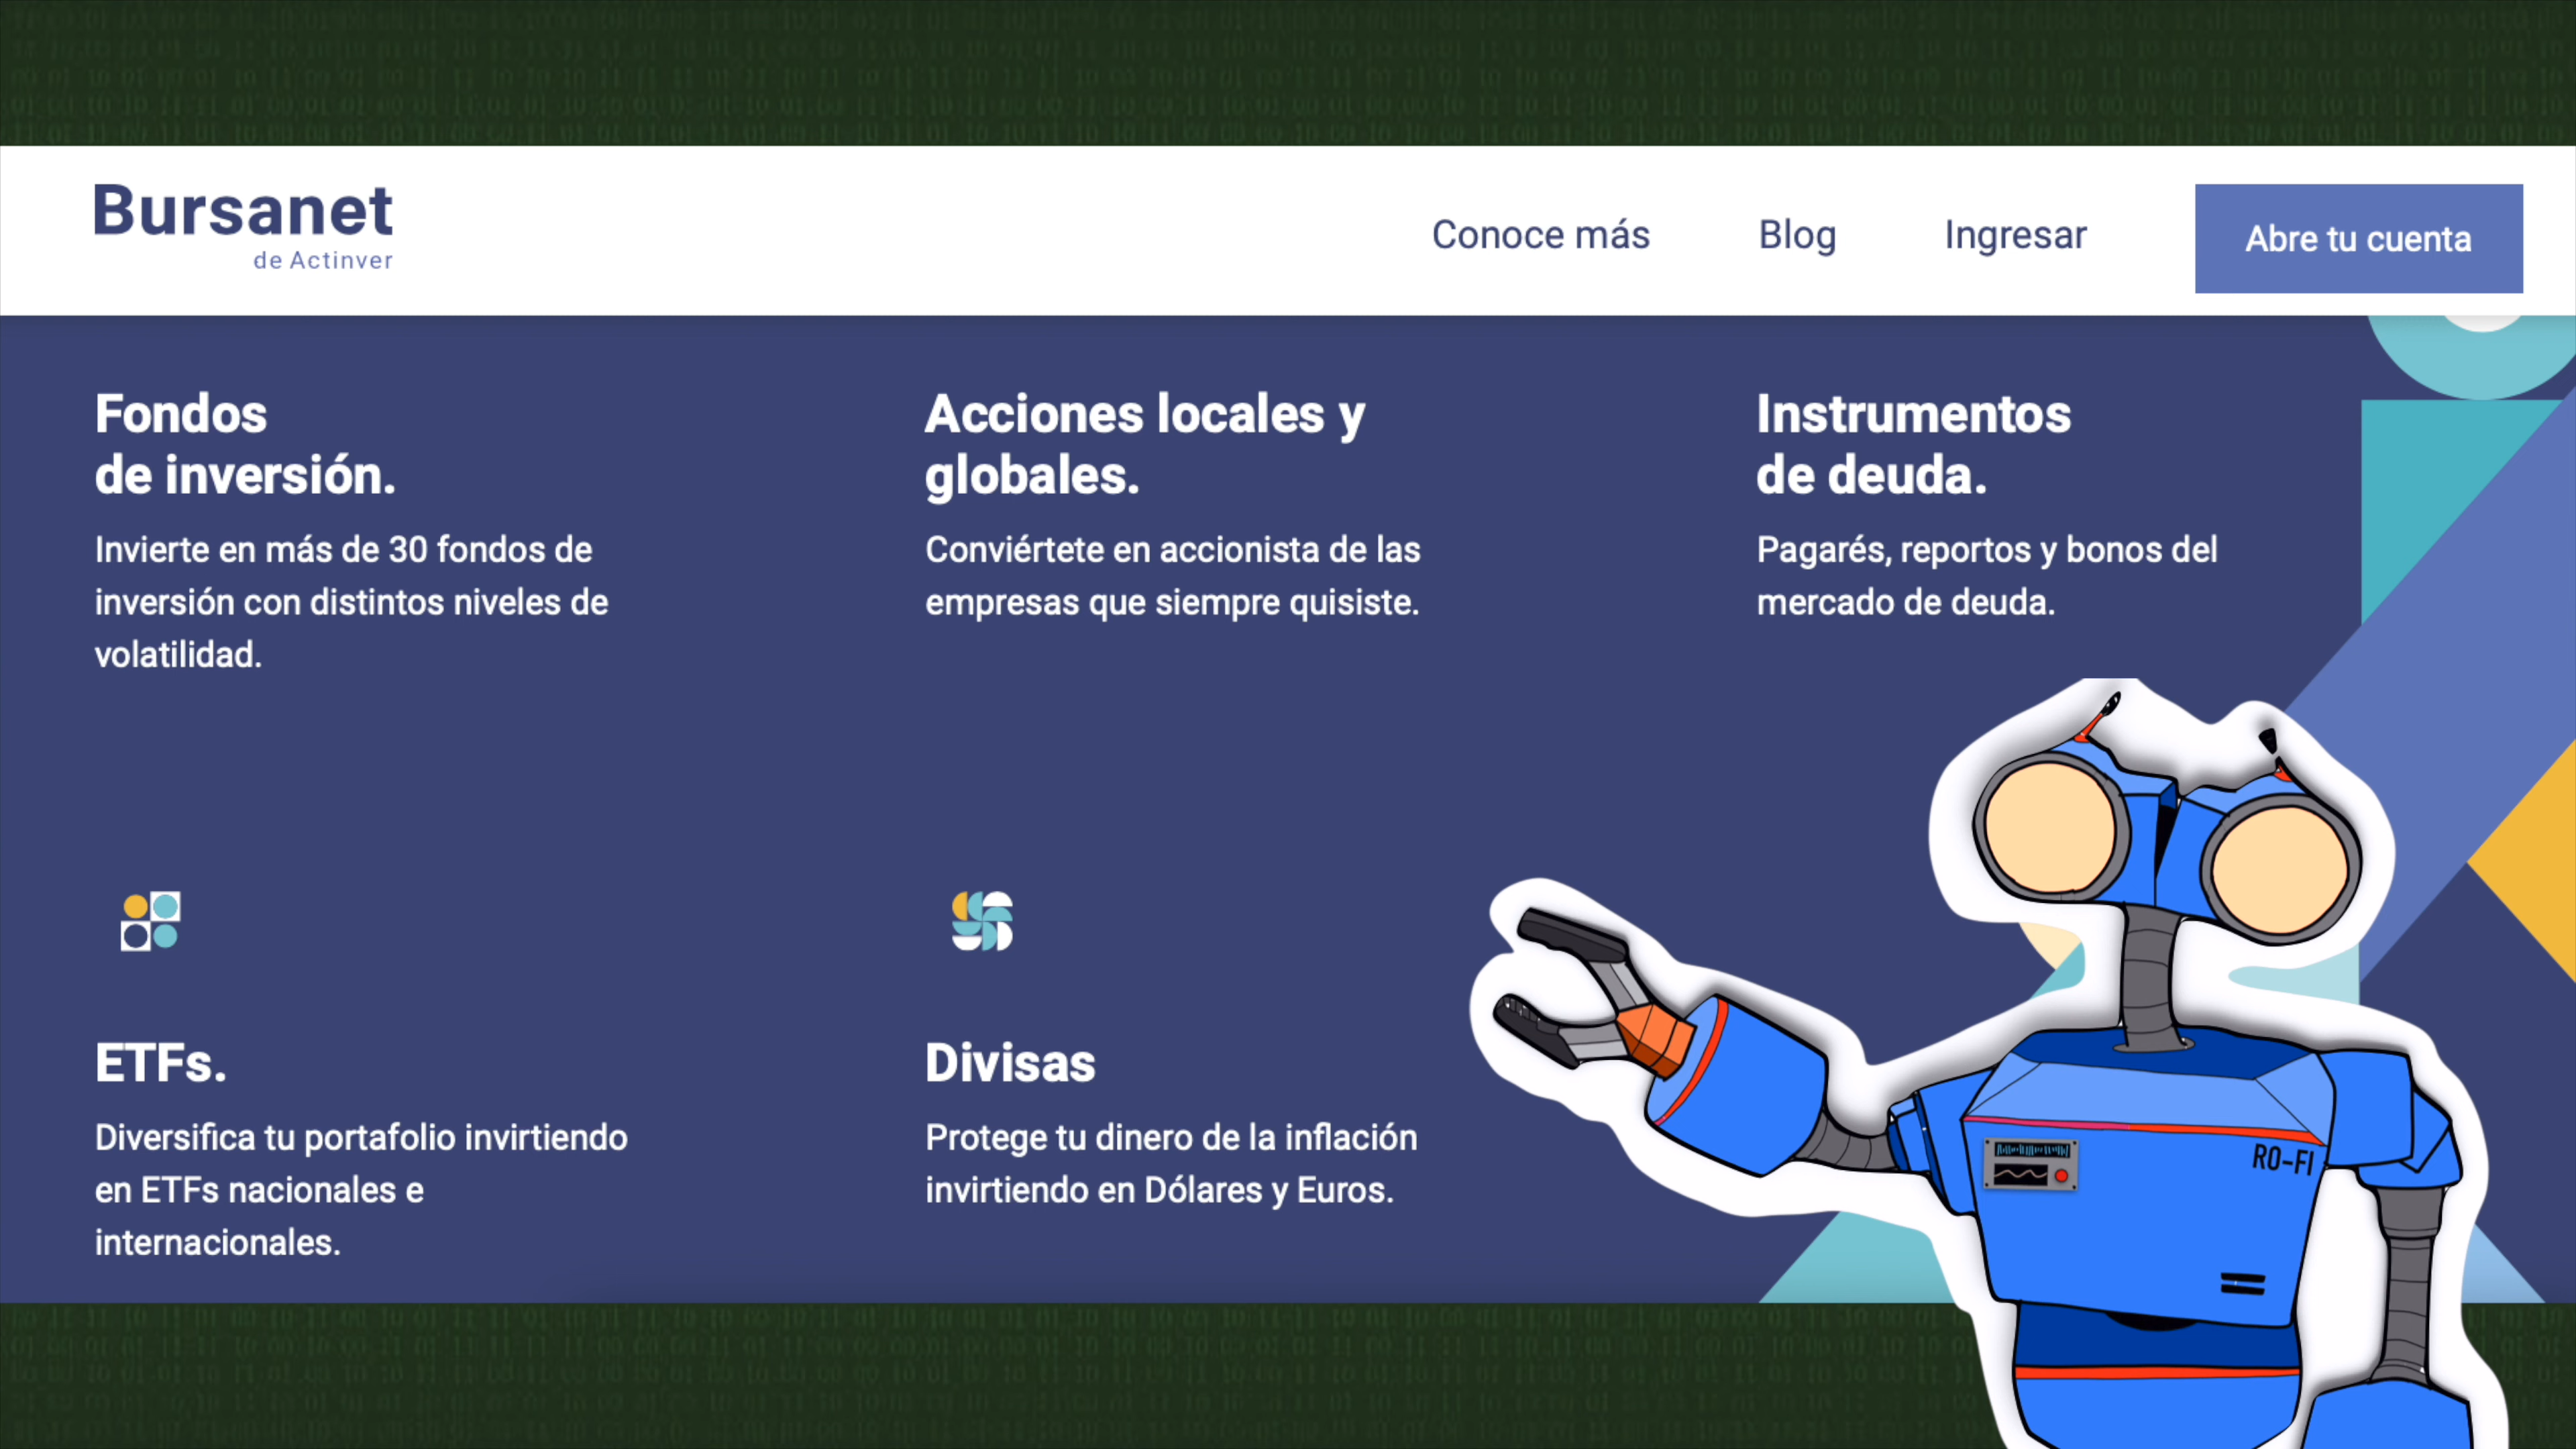 Bursanet
de Actinver
Conoce más
Blog
Ingresar
Abre tu cuenta
Fondos
de inversión.
Invierte en más de 30 fondos de
inversión con distintos niveles de
volatilidad.
Acciones locales y
globales.
Conviértete en accionista de las
empresas que siempre quisiste.
Instrumentos
de deuda.
Pagarés, reportos y bonos del
mercado de deuda.
ETFs.
Diversifica tu portafolio invirtiendo
en ETFs nacionales e
internacionales.
Divisas
Protege tu dinero de la inflación
invirtiendo en Dólares y Euros.
RO-FI